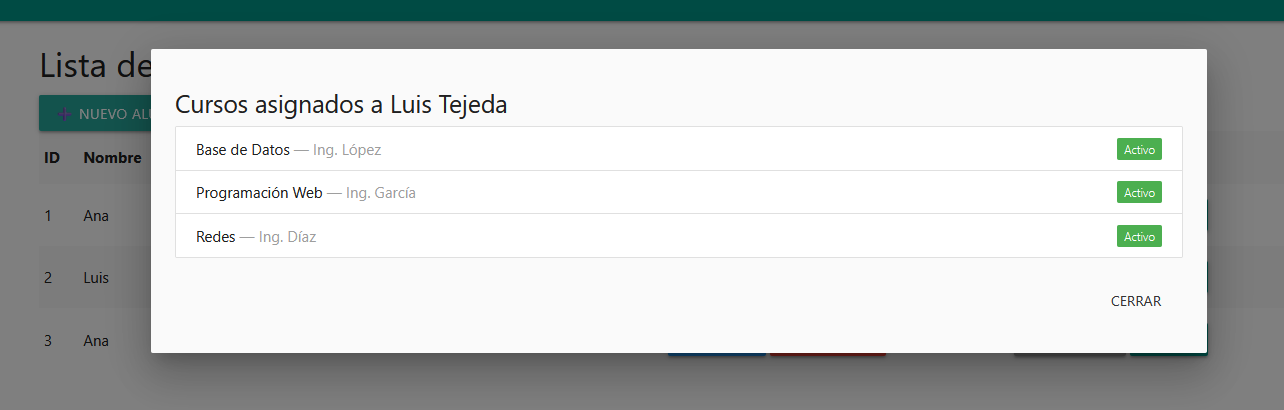 Lista de
NUEVO ALU
ID Nombre
1 Ana
2 Luis
3 Ana
Cursos asignados a Luis Tejeda
Base de Datos — Ing. López Activo
Programación Web — Ing. García Activo
Redes — Ing. Díaz Activo
CERRAR